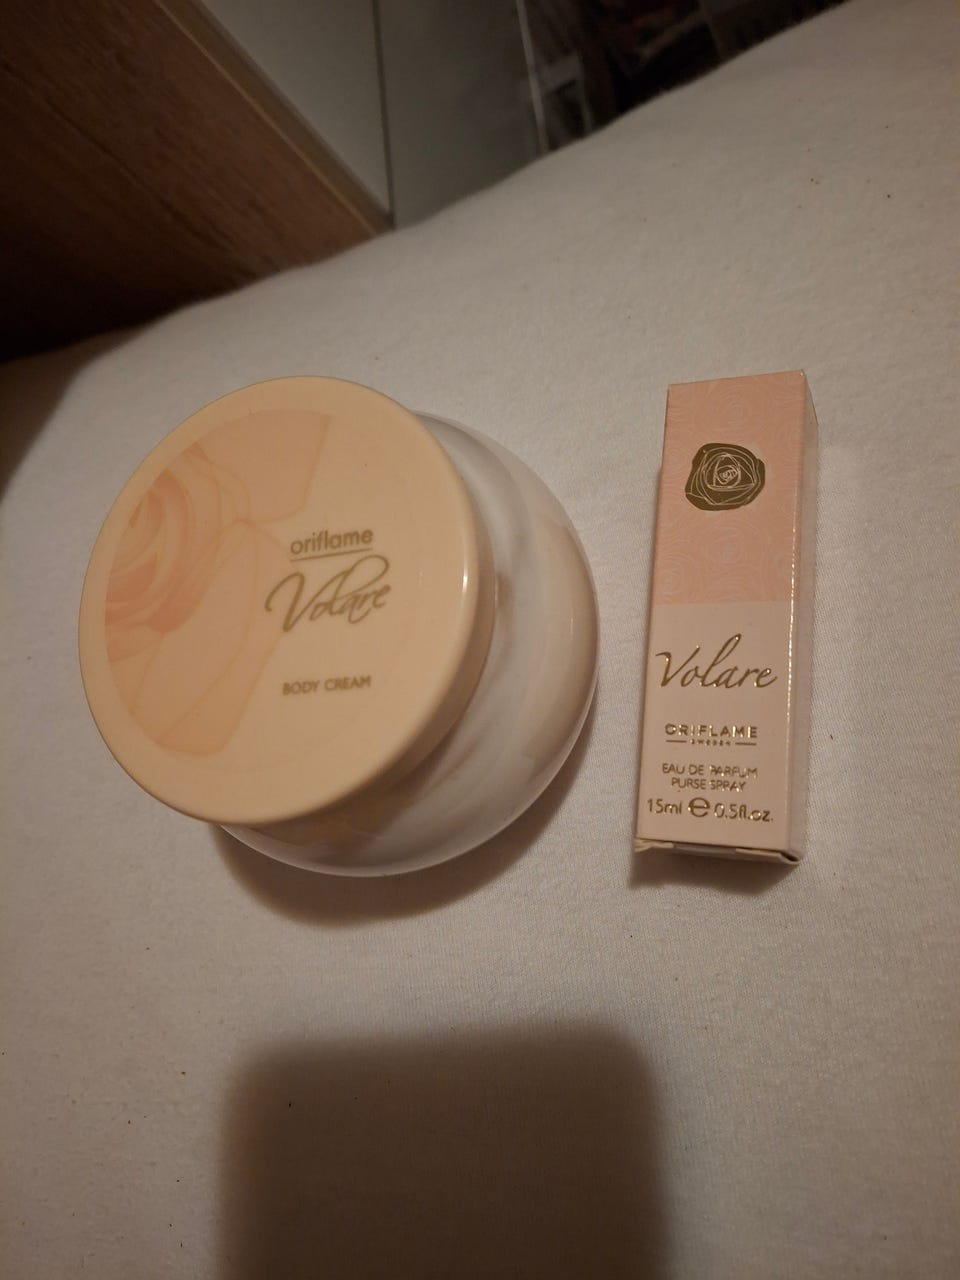 oriflame
Volare
BODY CREAM
Volare
ORIFLAME
SWEDEN
EAU DE PARFUM
PURSE SPRAY
15ml e 0.5fl.oz.